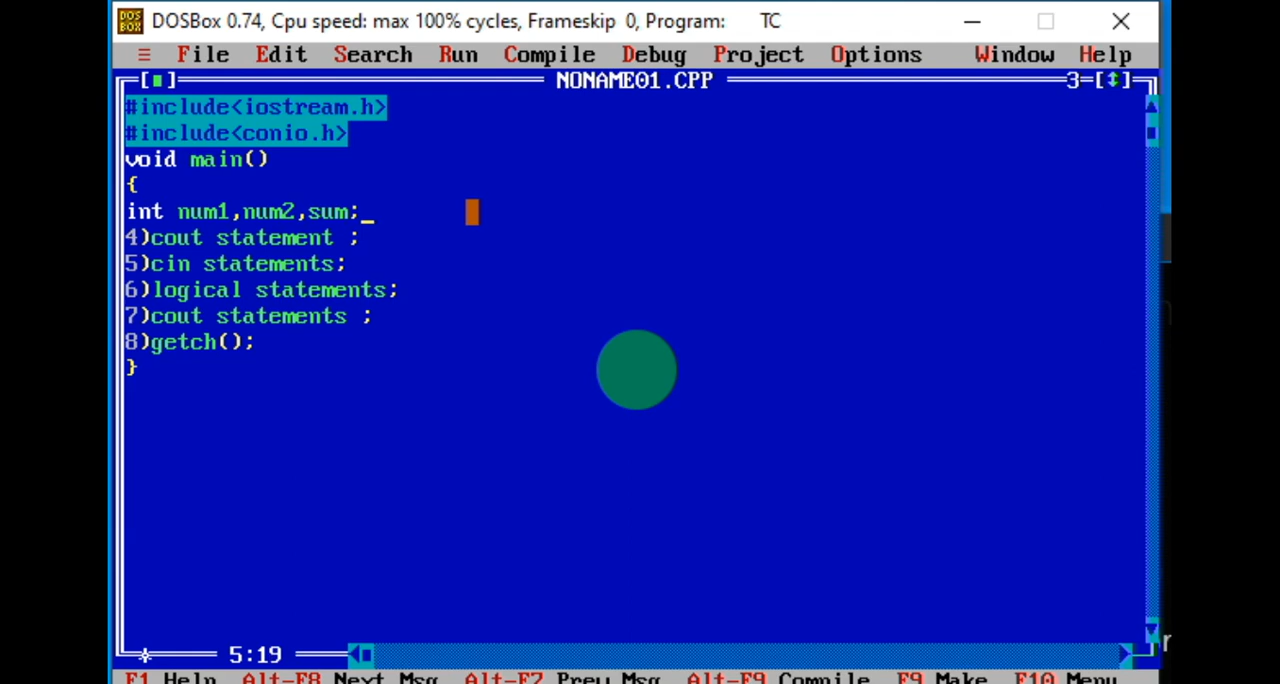 DOSBox 0.74, Cpu speed: max 100% cycles, Frameskip 0, Program: TC
≡ File Edit Search Run Compile Debug Project Options Window Help
[■] NONAME01.CPP 3=[↕]
#include<iostream.h>
#include<conio.h>
void main()
{
int num1,num2,sum;_
4)cout statement ;
5)cin statements;
6)logical statements;
7)cout statements ;
8)getch();
}
5:19
F1 Help Alt-F8 Next Msg Alt-F7 Prev Msg Alt-F9 Compile F9 Make F10 Menu